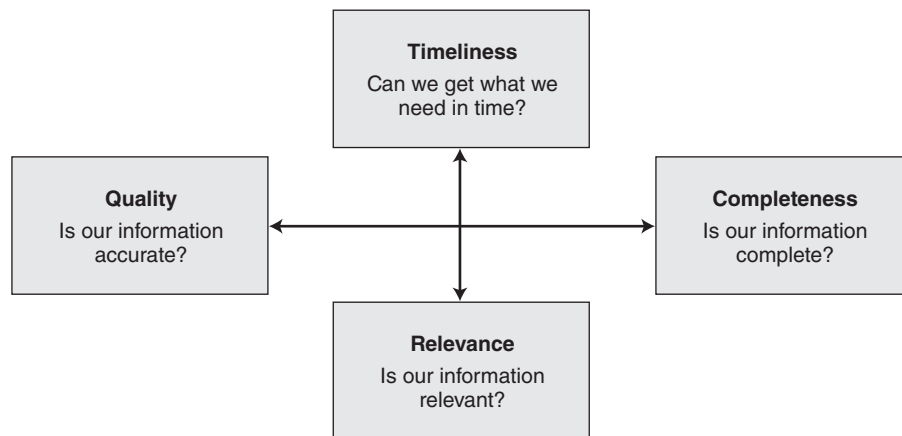 Timeliness
Can we get what we
need in time?
Quality
Is our information
accurate?
Completeness
Is our information
complete?
Relevance
Is our information
relevant?